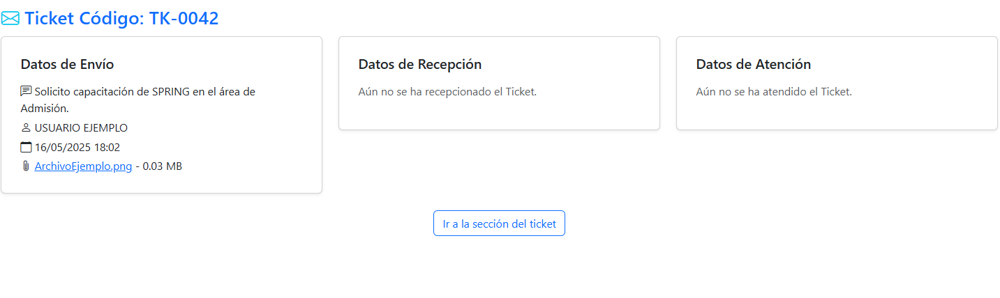 Ticket Código: TK-0042
Datos de Envío
Solicito capacitación de SPRING en el área de
Admisión.
USUARIO EJEMPLO
16/05/2025 18:02
ArchivoEjemplo.png - 0.03 MB
Datos de Recepción
Aún no se ha recepcionado el Ticket.
Datos de Atención
Aún no se ha atendido el Ticket.
Ir a la sección del ticket